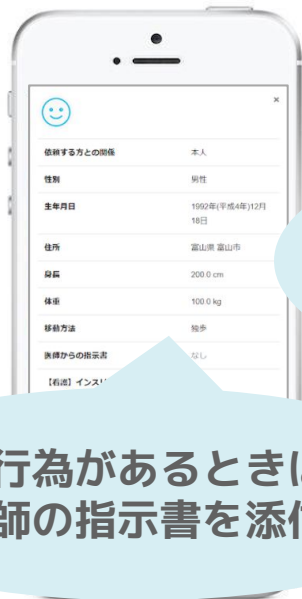 ×
依頼する方との関係 本人
性別 男性
生年月日 1992年(平成4年)12月
18日
住所 富山県 富山市
身長 200.0 cm
体重 100.0 kg
移動方法 独歩
医師からの指示書 なし
【看護】インスリ
行為があるときに
師の指示書を添付